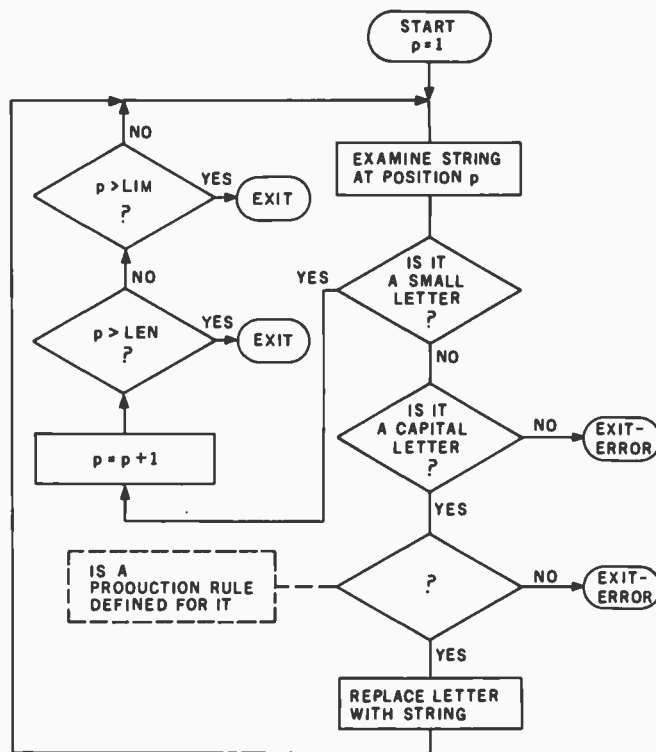 START
p=1
NO
EXAMINE STRING
AT POSITION p
p>LIM
?
YES
EXIT
YES
IS IT
A SMALL
LETTER
?
NO
p>LEN
?
YES
EXIT
NO
IS IT
A CAPITAL
LETTER
?
NO
EXIT-
ERROR
p=p+1
YES
IS A
PRODUCTION RULE
DEFINED FOR IT
?
NO
EXIT-
ERROR
YES
REPLACE LETTER
WITH STRING